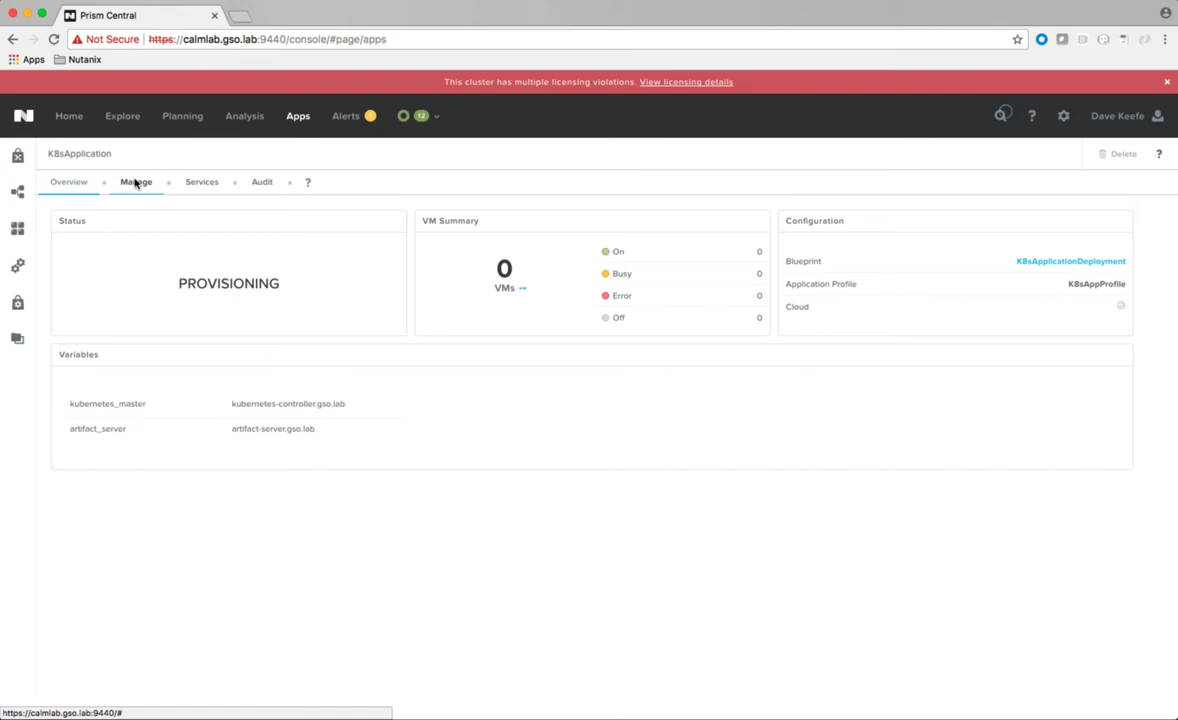 Prism Central
Not Secure https://calmlab.gso.lab:9440/console/#page/apps
Apps Nutanix
This cluster has multiple licensing violations. View licensing details
Home Explore Planning Analysis Apps Alerts 12 Dave Keefe
K8sApplication Delete ?
Overview Manage Services Audit ?
Status VM Summary Configuration
PROVISIONING
0
VMs →
On 0
Busy 0
Error 0
Off 0
Blueprint K8sApplicationDeployment
Application Profile K8sAppProfile
Cloud
Variables
kubernetes_master kubernetes-controller.gso.lab
artifact_server artifact-server.gso.lab
https://calmlab.gso.lab:9440/#